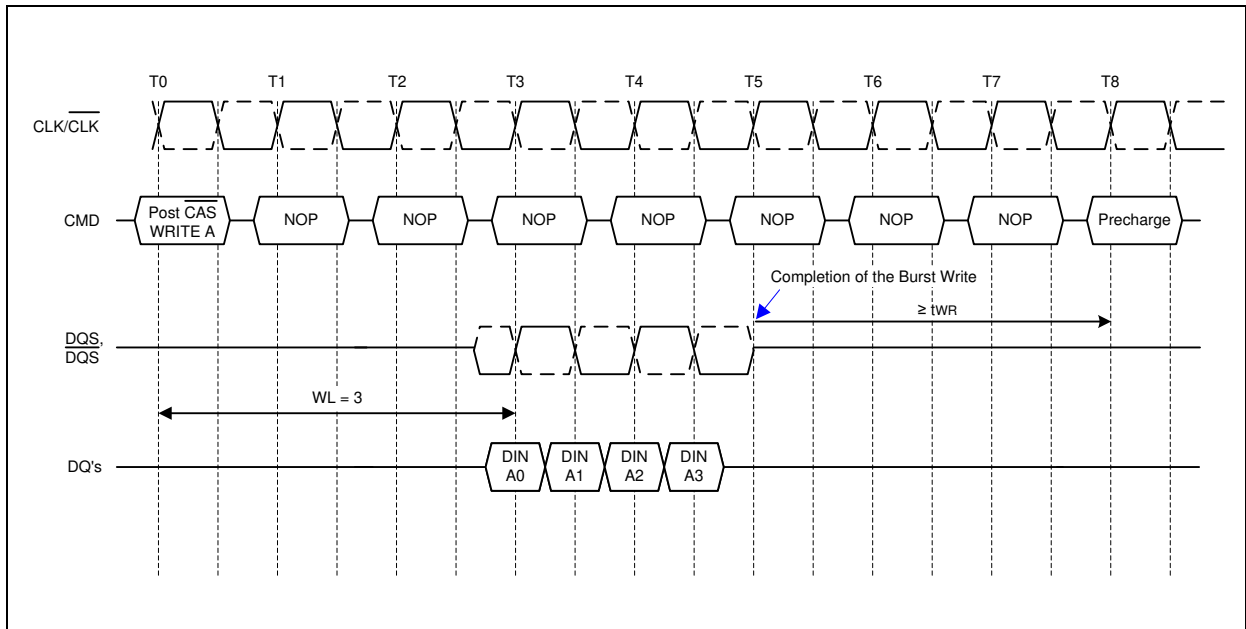 T0 T1 T2 T3 T4 T5 T6 T7 T8
CLK/CLK
CMD
Post CAS
WRITE A
NOP NOP NOP NOP NOP NOP NOP Precharge
Completion of the Burst Write
≥ tWR
DQS,
DQS
WL = 3
DQ's
DIN DIN DIN DIN
A0 A1 A2 A3